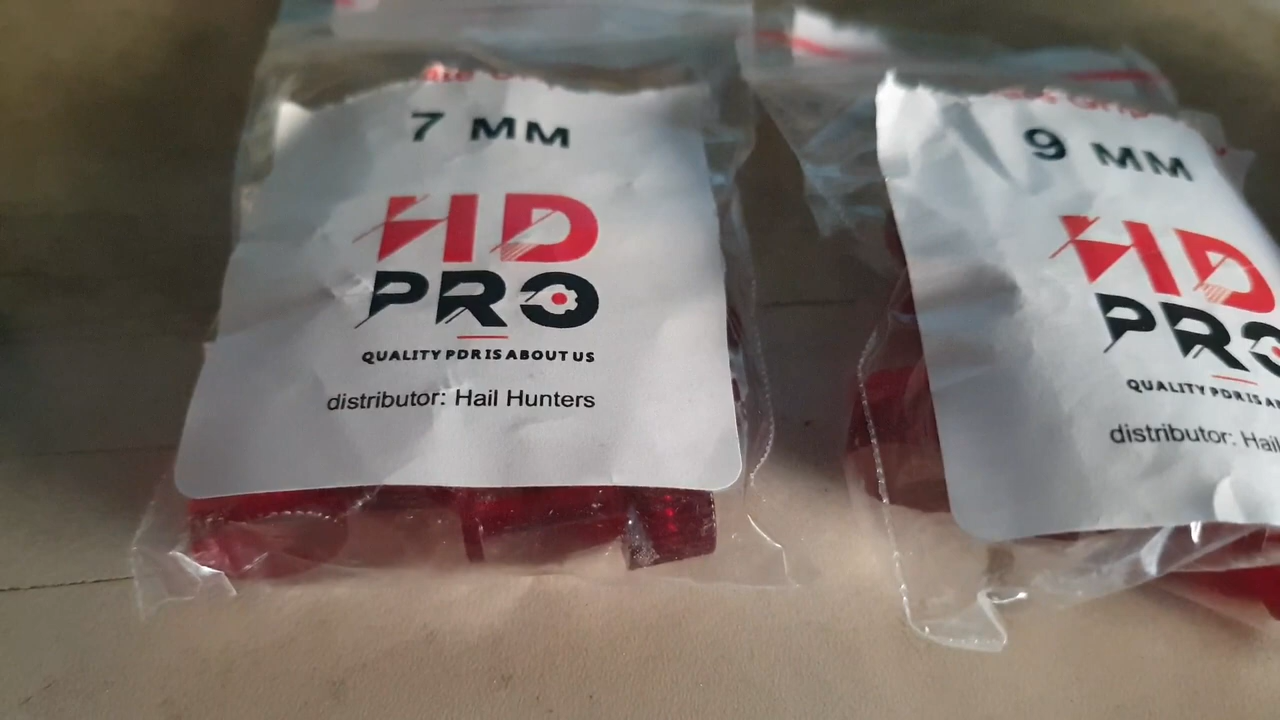 7 MM
HD
PRO
QUALITY PDR IS ABOUT US
distributor: Hail Hunters
9 MM
HD
PRO
QUALITY PDR IS
distributor: Hail